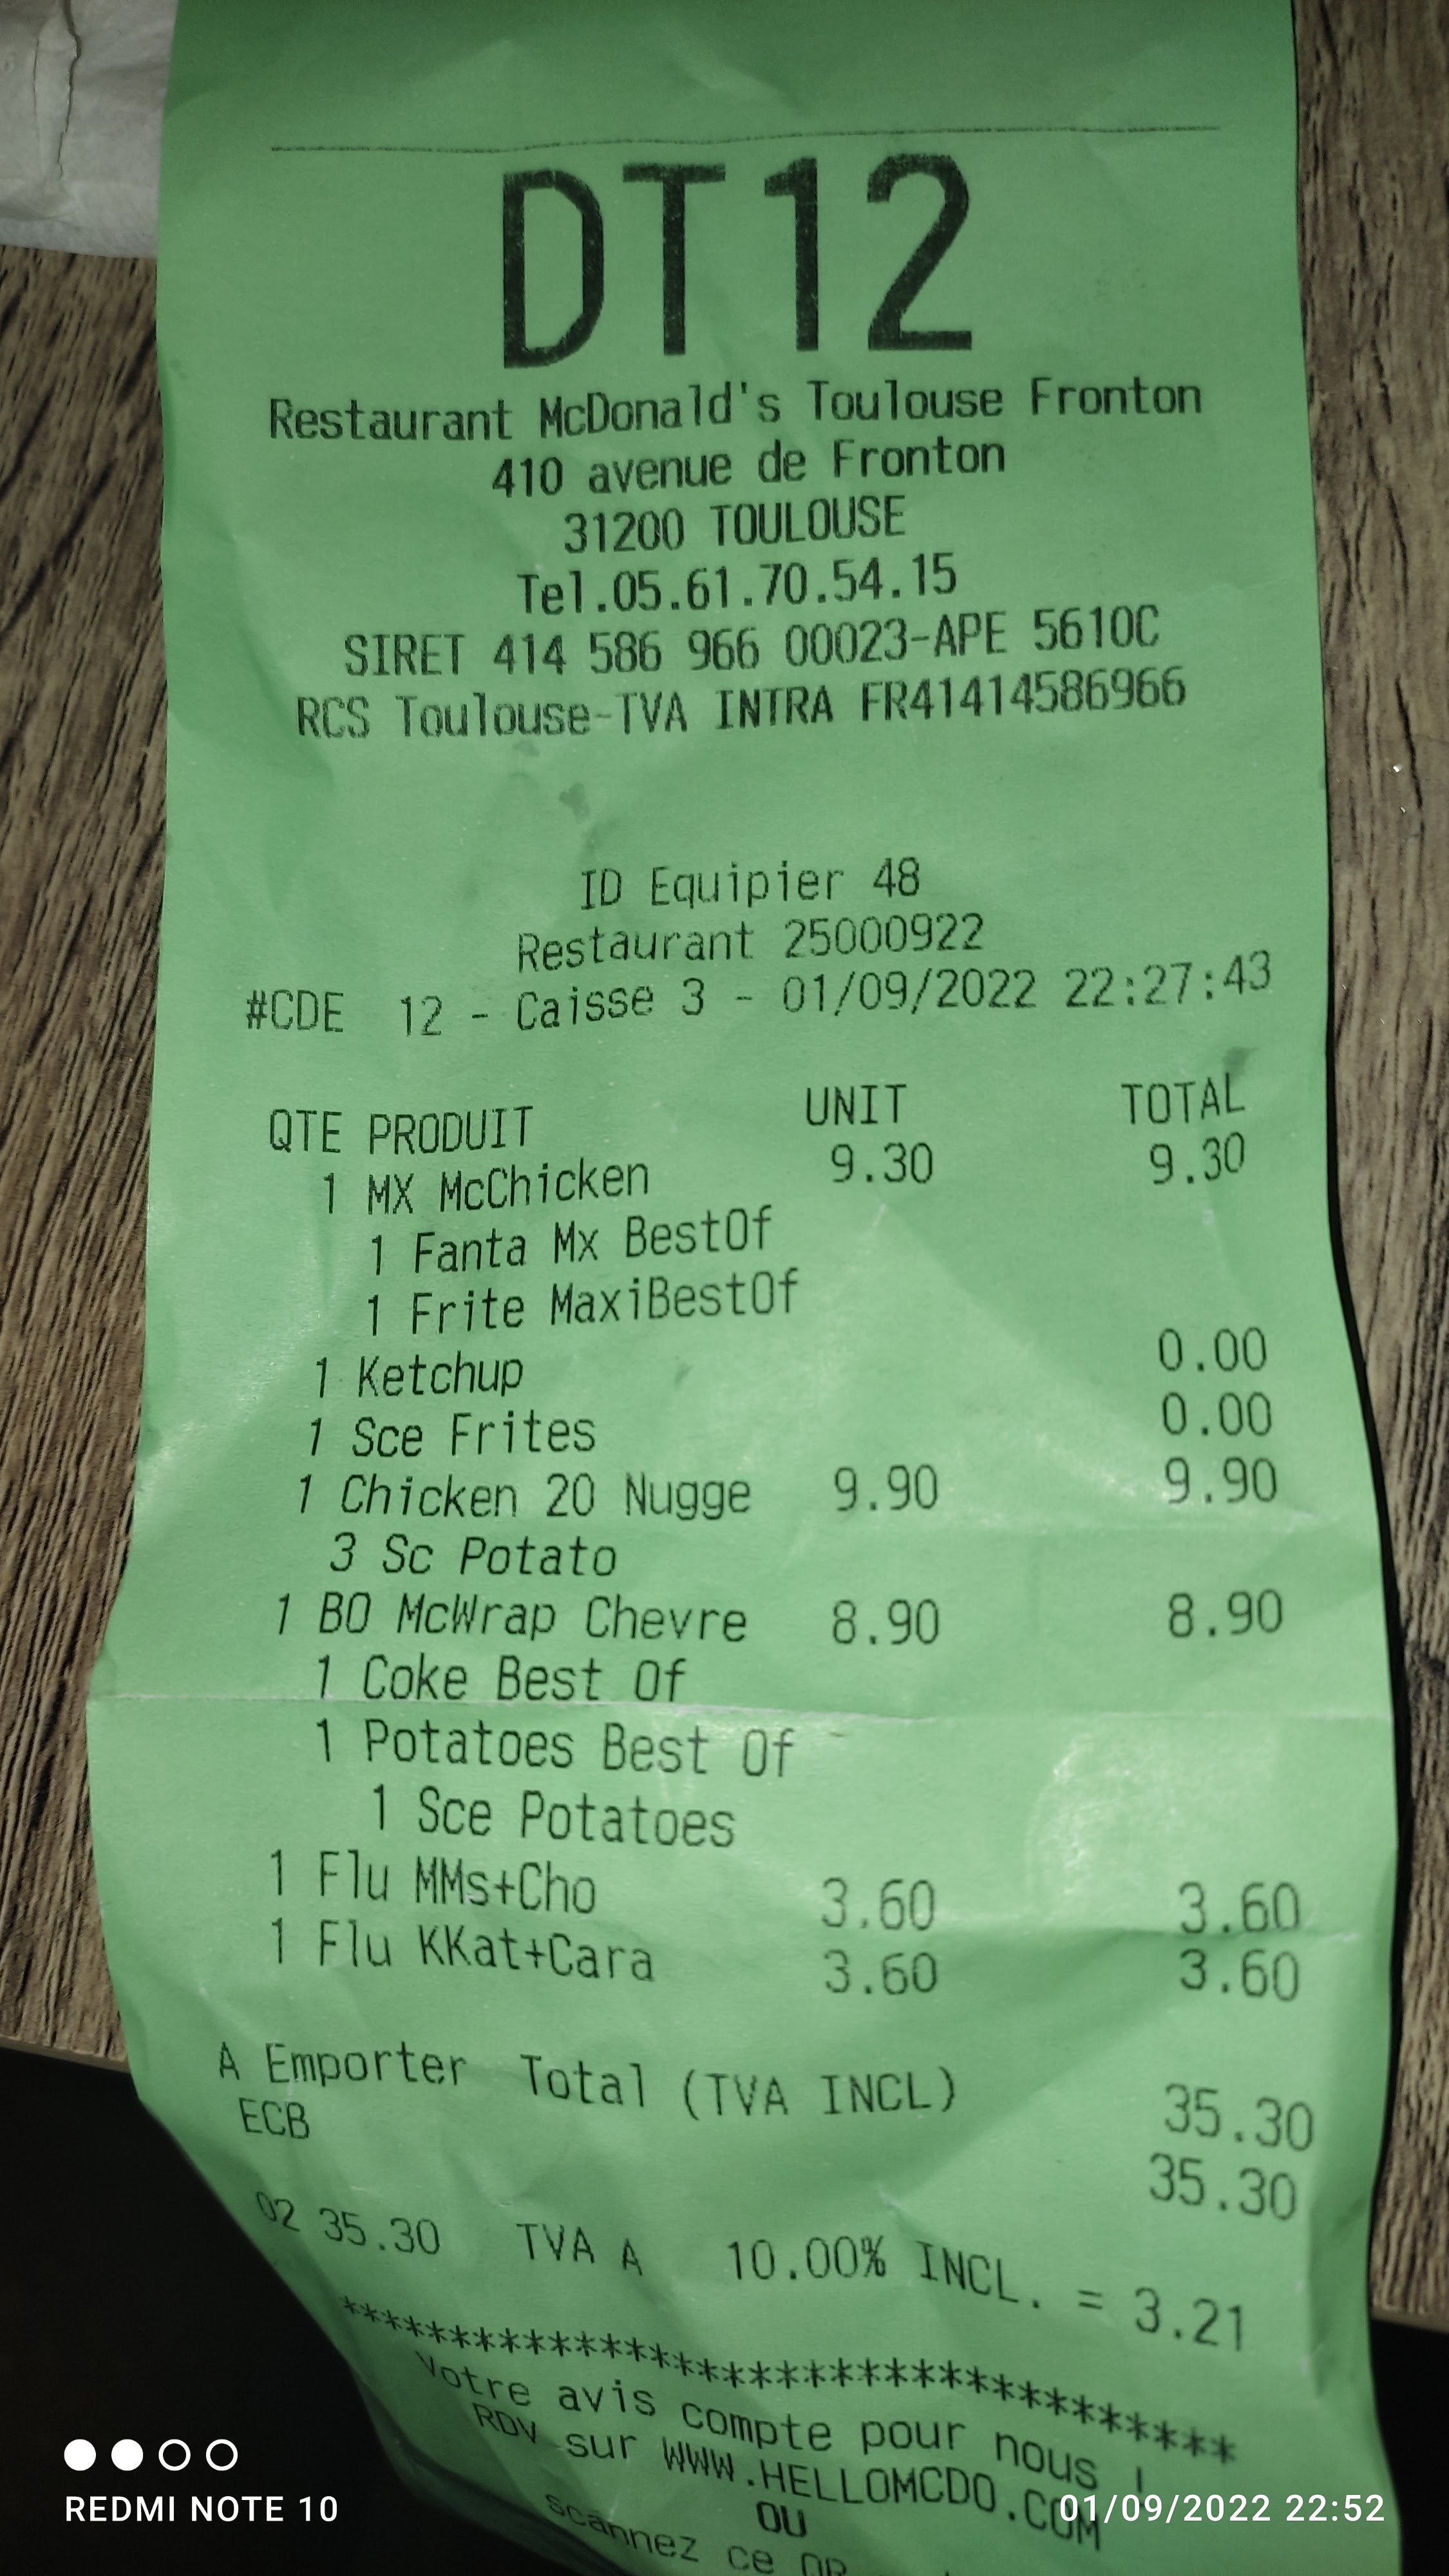 DT12
Restaurant McDonald's Toulouse Fronton
410 avenue de Fronton
31200 TOULOUSE
Tel.05.61.70.54.15
SIRET 414 586 966 00023-APE 5610C
RCS Toulouse-TVA INTRA FR41414586966
ID Equipier 48
Restaurant 25000922
#CDE 12 - Caisse 3 - 01/09/2022 22:27:43
QTE PRODUIT UNIT TOTAL
1 MX McChicken 9.30 9.30
1 Fanta Mx BestOf
1 Frite MaxiBestOf
1 Ketchup 0.00
1 Sce Frites 0.00
1 Chicken 20 Nugge 9.90 9.90
3 Sc Potato
1 BO McWrap Chevre 8.90 8.90
1 Coke Best Of
1 Potatoes Best Of
1 Sce Potatoes
1 Flu MMs+Cho 3.60 3.60
1 Flu KKat+Cara 3.60 3.60
A Emporter Total (TVA INCL) 35.30
ECB 35.30
02 35.30 TVA A 10.00% INCL. = 3.21
****************************************
Votre avis compte pour nous !
RDV sur WWW.HELLOMCDO.COM
OU
scannez ce QR
REDMI NOTE 10
01/09/2022 22:52